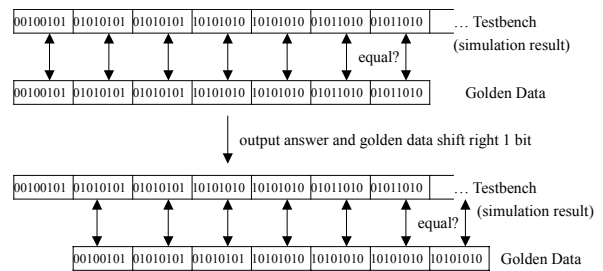 00100101 01010101 01010101 10101010 10101010 01011010 01011010 … Testbench
(simulation result)
equal?
00100101 01010101 01010101 10101010 10101010 01011010 01011010 Golden Data
output answer and golden data shift right 1 bit
00100101 01010101 01010101 10101010 10101010 01011010 01011010 … Testbench
(simulation result)
equal?
00100101 01010101 01010101 10101010 10101010 10101010 10101010 Golden Data